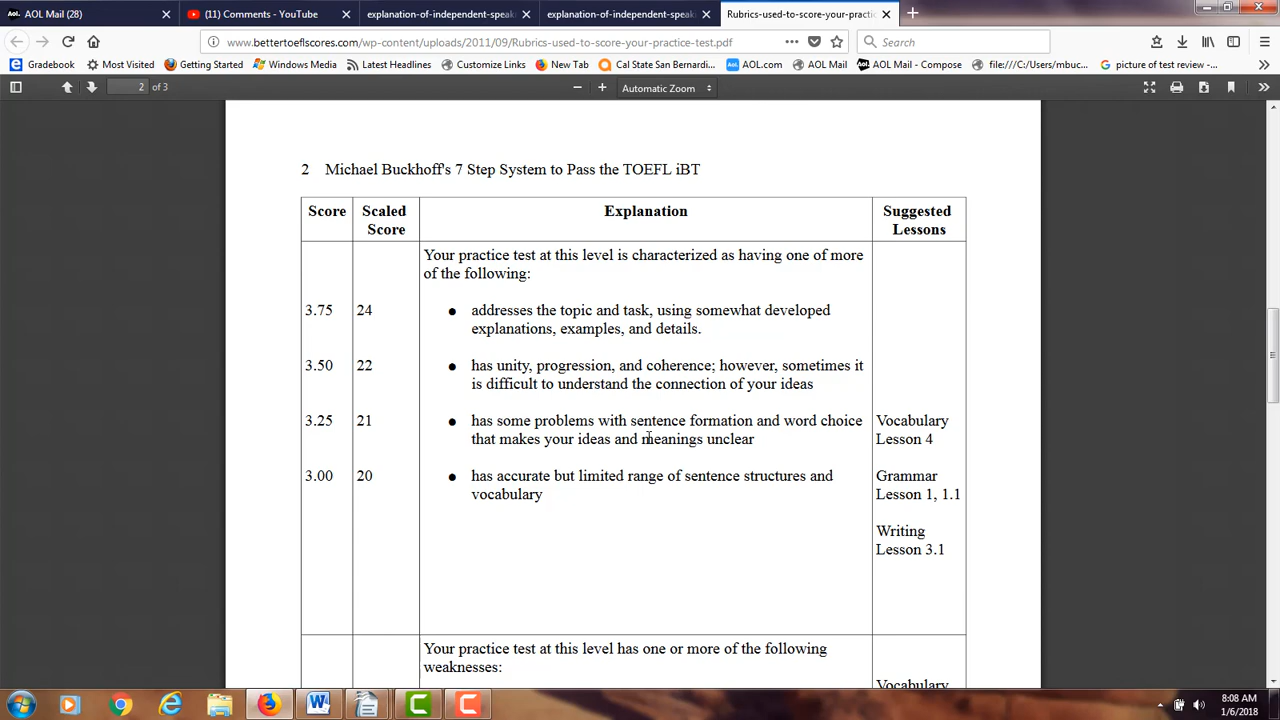 AOL Mail (28)
(11) Comments - YouTube
explanation-of-independent-speak
explanation-of-independent-speak
Rubrics-used-to-score-your-practic
www.bettertoeflscores.com/wp-content/uploads/2011/09/Rubrics-used-to-score-your-practice-test.pdf
Search
Gradebook
Most Visited
Getting Started
Windows Media
Latest Headlines
Customize Links
New Tab
Cal State San Bernardi...
AOL.com
AOL Mail
AOL Mail - Compose
file:///C:/Users/mbuc...
picture of test review - ...
2 of 3
Automatic Zoom
2 Michael Buckhoff's 7 Step System to Pass the TOEFL iBT
Score
Scaled
Score
Explanation
Suggested
Lessons
Your practice test at this level is characterized as having one of more
of the following:
3.75 24 • addresses the topic and task, using somewhat developed
explanations, examples, and details.
3.50 22 • has unity, progression, and coherence; however, sometimes it
is difficult to understand the connection of your ideas
3.25 21 • has some problems with sentence formation and word choice
that makes your ideas and meanings unclear
Vocabulary
Lesson 4
3.00 20 • has accurate but limited range of sentence structures and
vocabulary
Grammar
Lesson 1, 1.1
Writing
Lesson 3.1
Your practice test at this level has one or more of the following
weaknesses:
Vocabulary
8:08 AM
1/6/2018